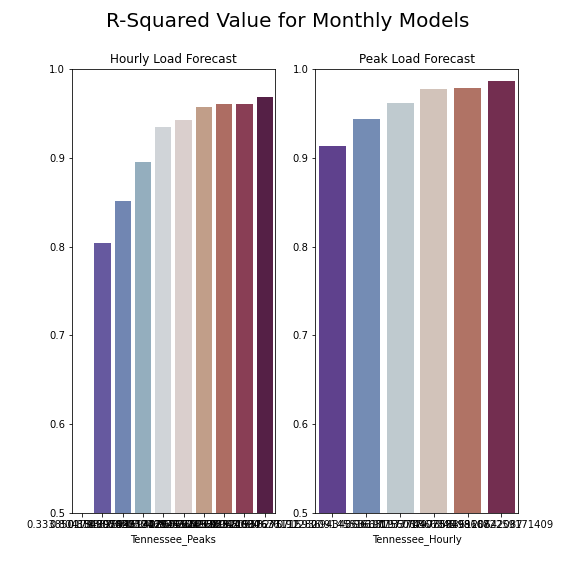 R-Squared Value for Monthly Models
Hourly Load Forecast
Peak Load Forecast
1.0
0.9
0.8
0.7
0.6
0.5
1.0
0.9
0.8
0.7
0.6
0.5
Tennessee_Peaks
Tennessee_Hourly